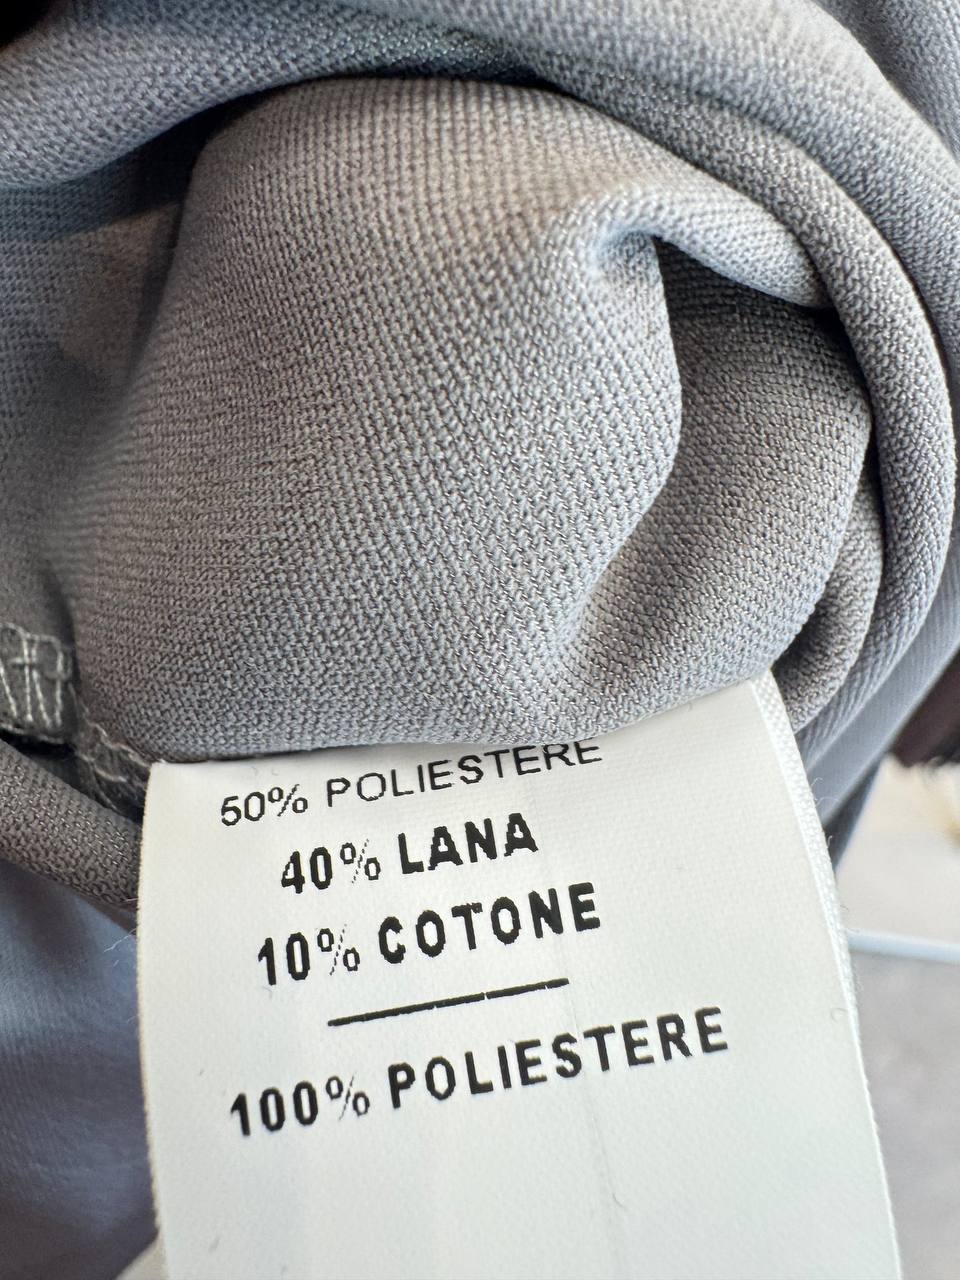 50% POLIESTERE
40% LANA
10% COTONE
100% POLIESTERE